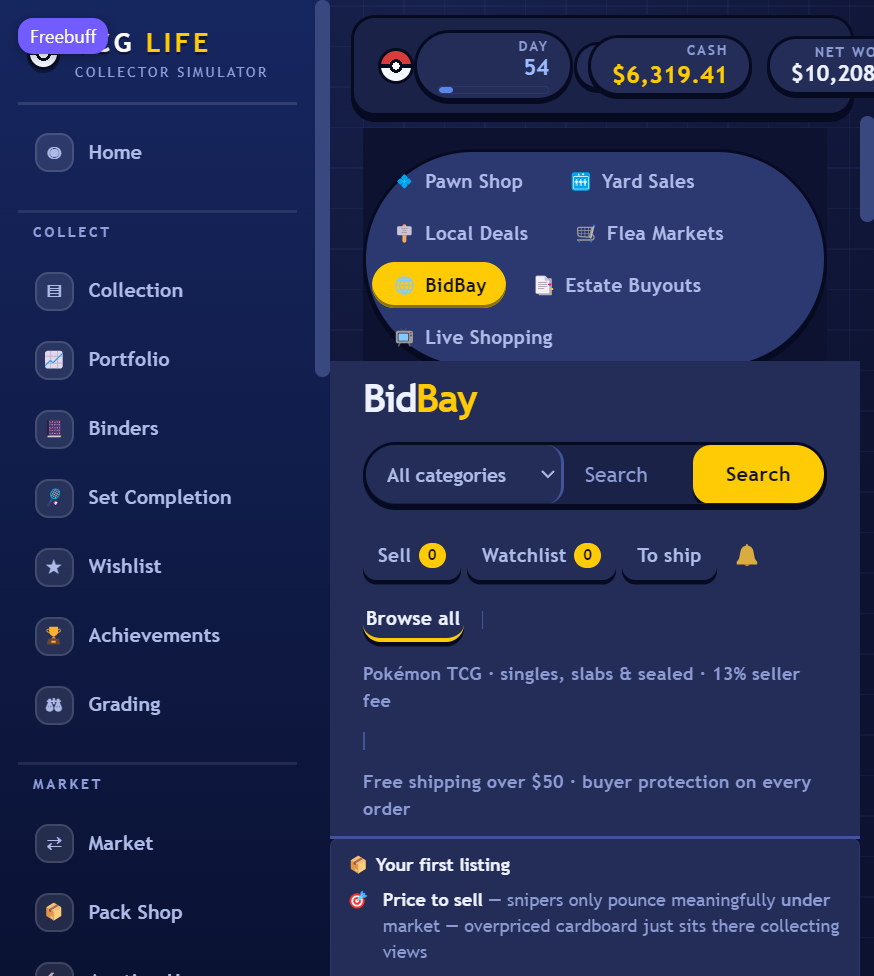 Freebuff
CG LIFE
COLLECTOR SIMULATOR
Home
COLLECT
Collection
Portfolio
Binders
Set Completion
Wishlist
Achievements
Grading
MARKET
Market
Pack Shop
DAY
54
CASH
$6,319.41
NET WO
$10,208
Pawn Shop
Yard Sales
Local Deals
Flea Markets
BidBay
Estate Buyouts
Live Shopping
BidBay
All categories
Search
Search
Sell 0
Watchlist 0
To ship
Browse all
Pokémon TCG · singles, slabs & sealed · 13% seller
fee
Free shipping over $50 · buyer protection on every
order
Your first listing
Price to sell — snipers only pounce meaningfully under
market — overpriced cardboard just sits there collecting
views